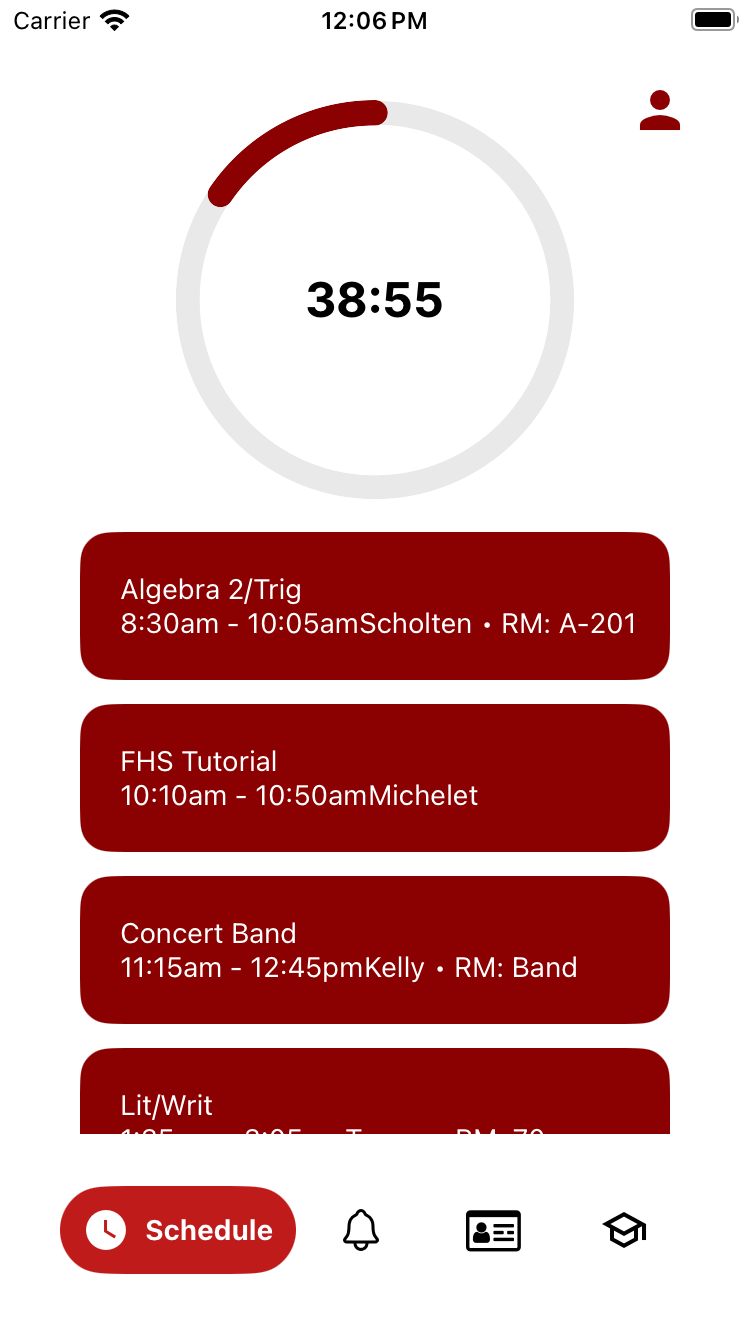 Carrier 12:06 PM
38:55
Algebra 2/Trig
8:30am - 10:05amScholten • RM: A-201
FHS Tutorial
10:10am - 10:50amMichelet
Concert Band
11:15am - 12:45pmKelly • RM: Band
Lit/Writ
Schedule